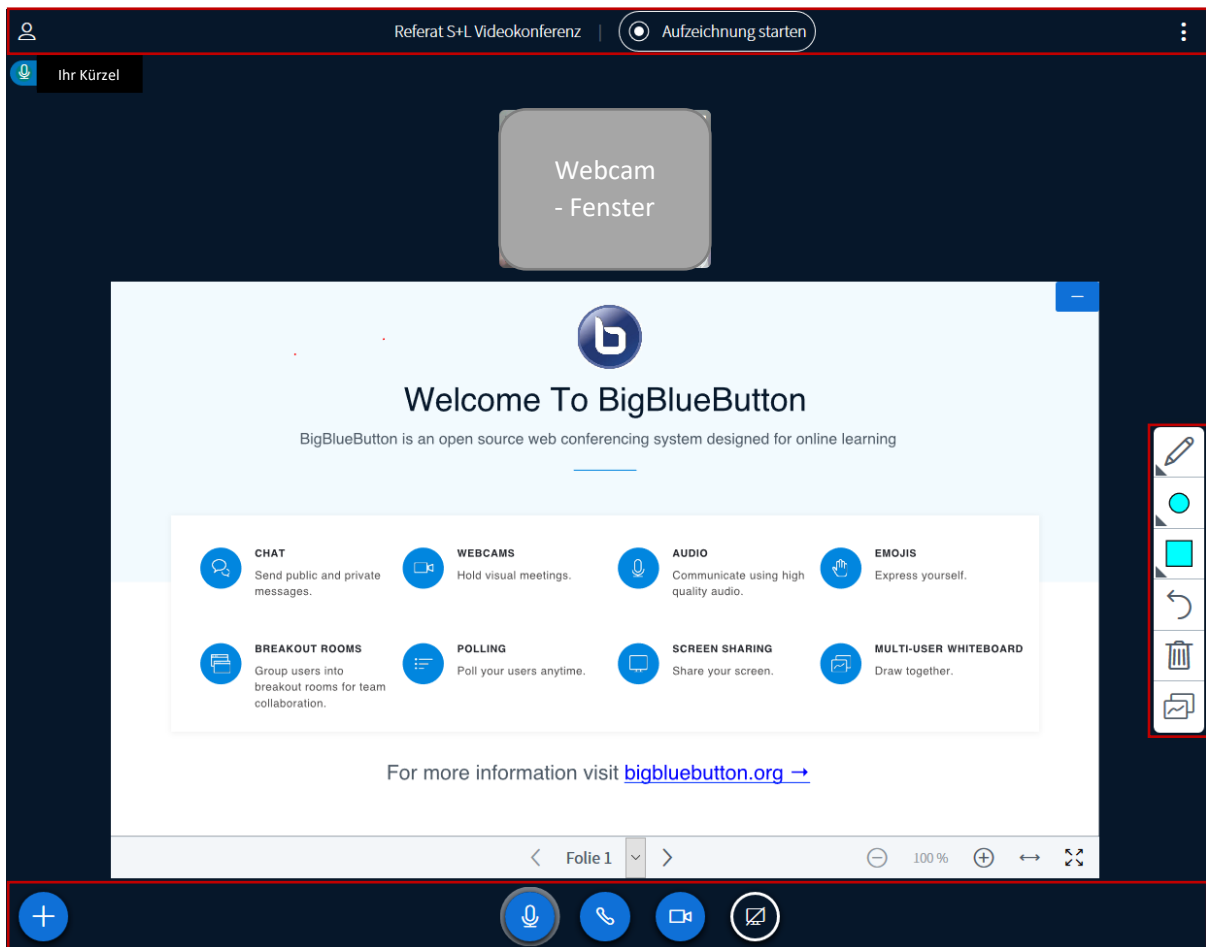 Referat S+L Videokonferenz | Aufzeichnung starten
Ihr Kürzel
Webcam
- Fenster
Welcome To BigBlueButton
BigBlueButton is an open source web conferencing system designed for online learning
CHAT
Send public and private
messages.
WEBCAMS
Hold visual meetings.
AUDIO
Communicate using high
quality audio.
EMOJIS
Express yourself.
BREAKOUT ROOMS
Group users into
breakout rooms for team
collaboration.
POLLING
Poll your users anytime.
SCREEN SHARING
Share your screen.
MULTI-USER WHITEBOARD
Draw together.
For more information visit bigbluebutton.org →
Folie 1
100 %